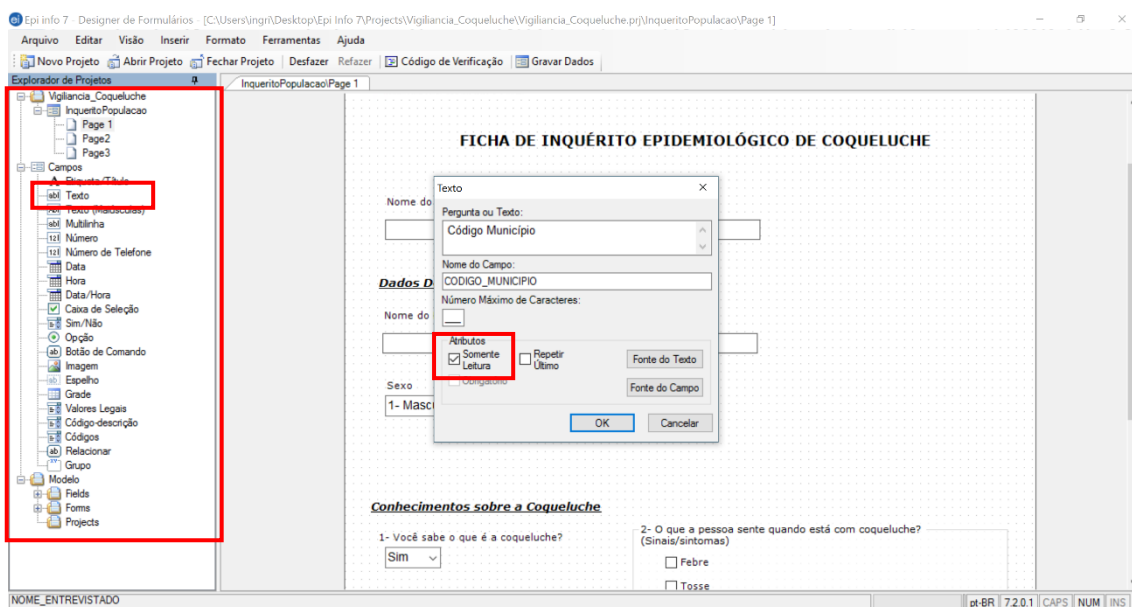 Epi info 7 - Designer de Formulários - [C:\Users\ingri\Desktop\Epi Info 7\Projects\Vigiliancia_Coqueluche\Vigiliancia_Coqueluche.prj\InqueritoPopulacao\Page 1]
Arquivo Editar Visão Inserir Formato Ferramentas Ajuda
Novo Projeto Abrir Projeto Fechar Projeto Desfazer Refazer Código de Verificação Gravar Dados
Explorador de Projetos
InqueritoPopulacao\Page 1
Vigiliancia_Coqueluche
InqueritoPopulacao
Page 1
Page2
Page3
Campos
Etiqueta/Título
Texto
Texto (Maiúsculas)
Multilinha
Número
Número de Telefone
Data
Hora
Data/Hora
Caixa de Seleção
Sim/Não
Opção
Botão de Comando
Imagem
Espelho
Grade
Valores Legais
Código-descrição
Códigos
Relacionar
Grupo
Modelo
Fields
Forms
Projects
FICHA DE INQUÉRITO EPIDEMIOLÓGICO DE COQUELUCHE
Nome do
Dados D
Nome do
Sexo
1- Mascu
Texto
Pergunta ou Texto:
Código Município
Nome do Campo:
CODIGO_MUNICIPIO
Número Máximo de Caracteres:
Atributos
Somente Leitura
Repetir Último
Obrigatório
Fonte do Texto
Fonte do Campo
OK Cancelar
Conhecimentos sobre a Coqueluche
1- Você sabe o que é a coqueluche?
Sim
2- O que a pessoa sente quando está com coqueluche?
(Sinais/sintomas)
Febre
Tosse
NOME_ENTREVISTADO
pt-BR 7.2.0.1 CAPS NUM INS